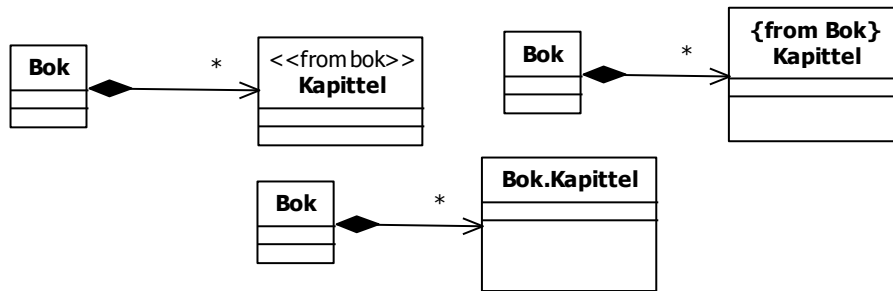 Bok
*
<<from bok>>
Kapittel
Bok
*
{from Bok}
Kapittel
Bok
*
Bok.Kapittel